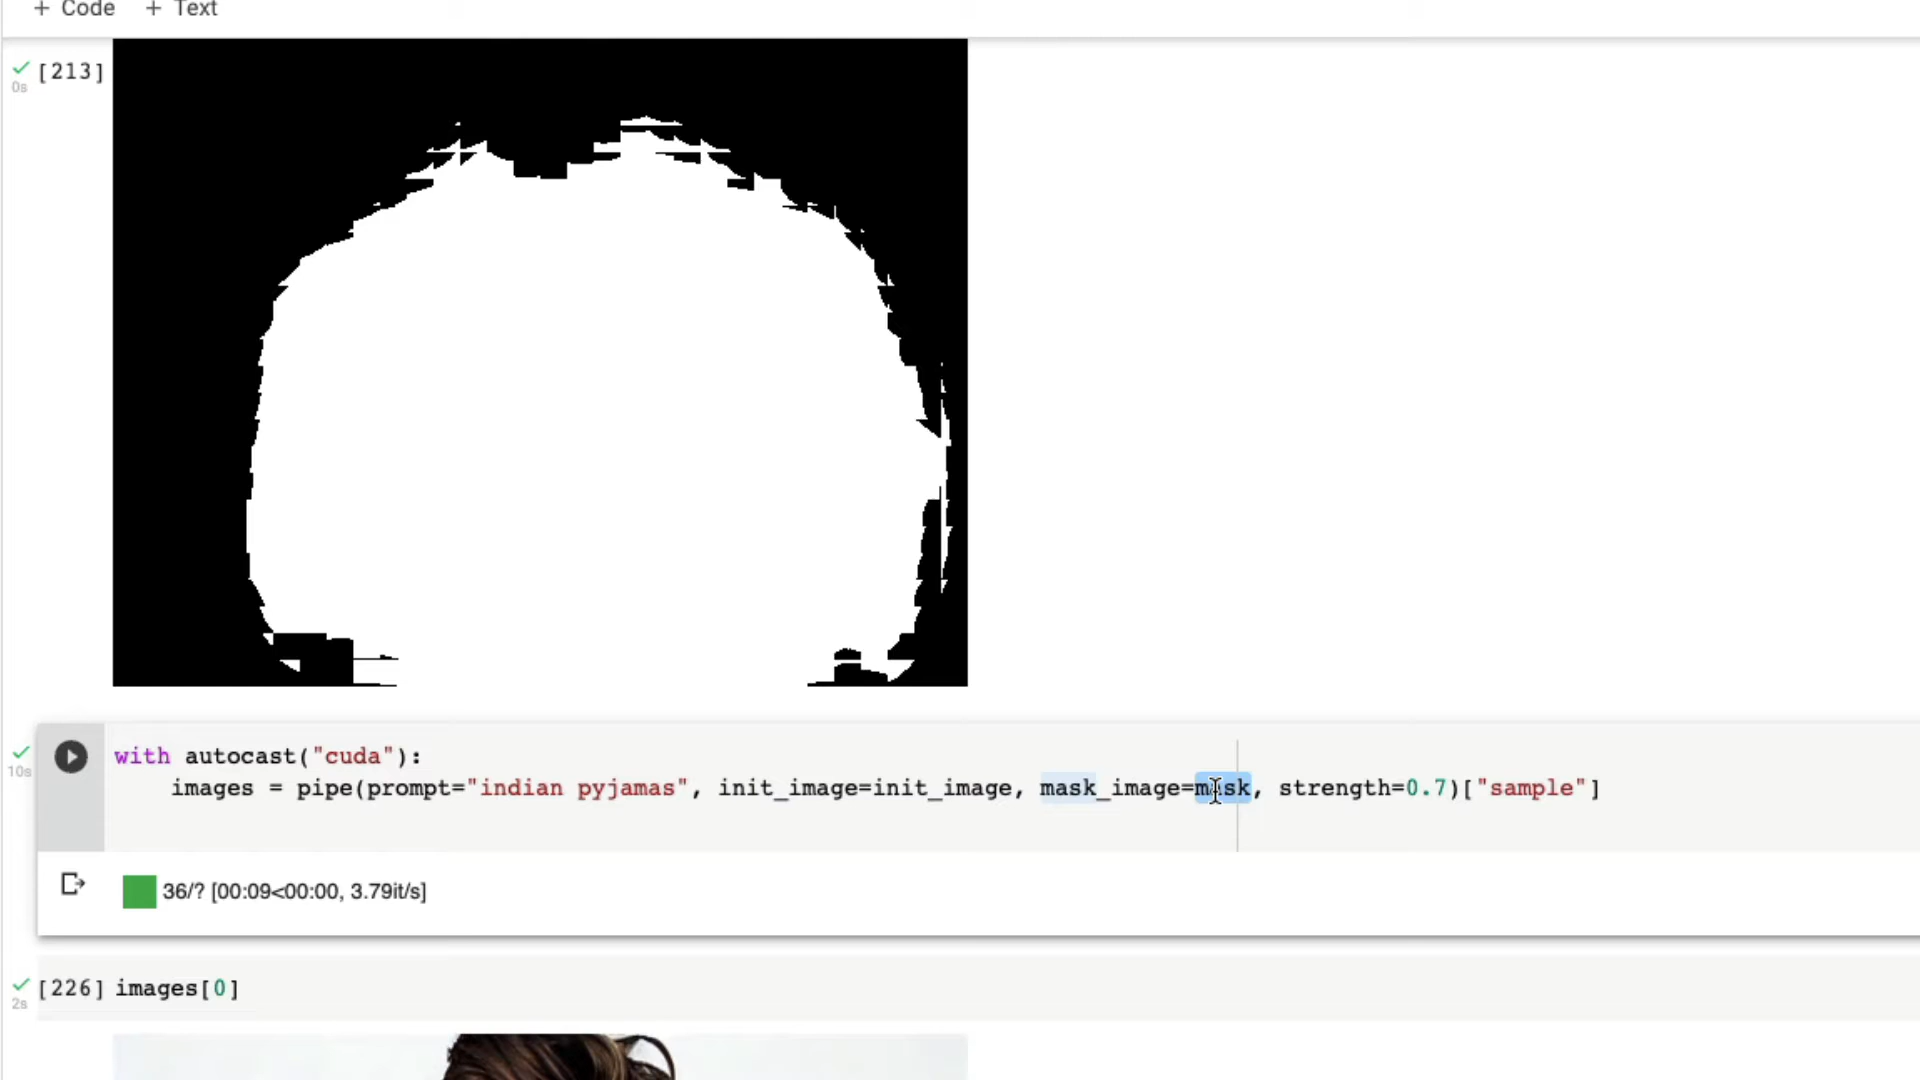 + Code + Text
[213]
0s
with autocast("cuda"):
images = pipe(prompt="indian pyjamas", init_image=init_image, mask_image=mask, strength=0.7)["sample"]
10s
36/? [00:09<00:00, 3.79it/s]
[226] images[0]
2s